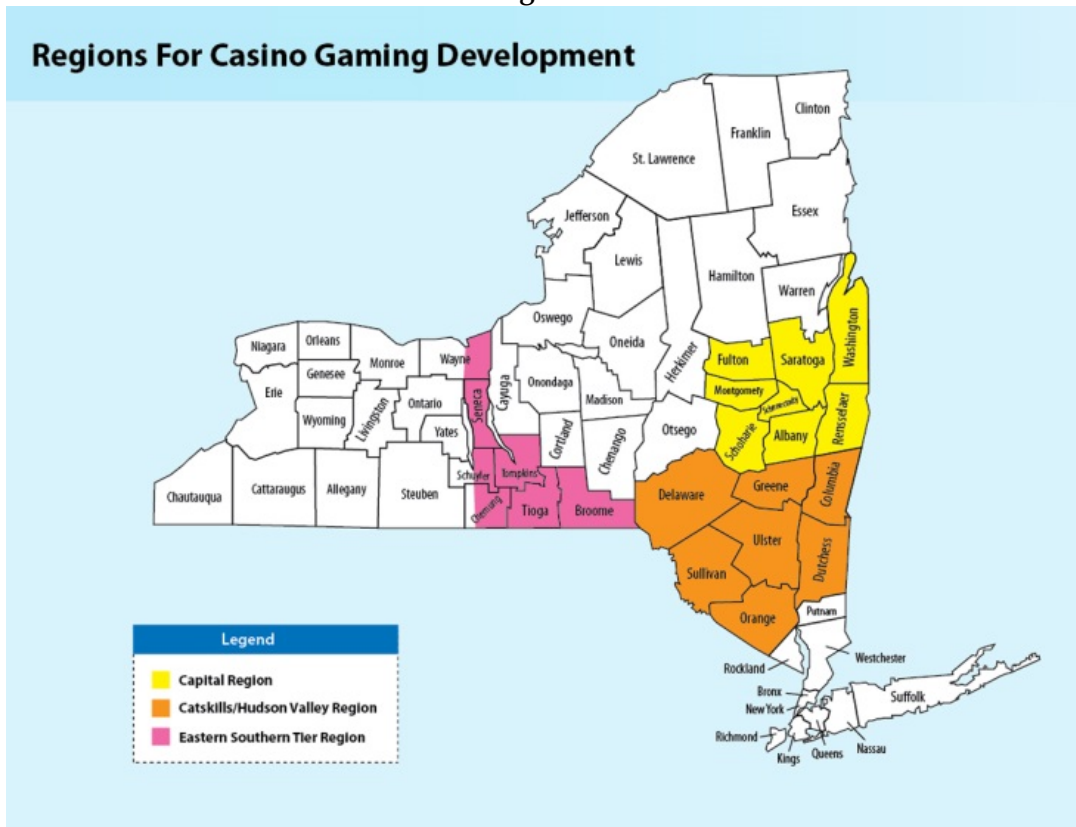 Regions For Casino Gaming Development
Clinton
Franklin
St. Lawrence
Essex
Jefferson
Lewis
Hamilton
Warren
Washington
Oswego
Oneida
Herkimer
Fulton
Saratoga
Niagara
Orleans
Monroe
Wayne
Genesee
Erie
Wyoming
Livingston
Ontario
Yates
Seneca
Cayuga
Onondaga
Madison
Montgomery
Schenectady
Otsego
Schoharie
Albany
Rensselaer
Cortland
Chenango
Chautauqua
Cattaraugus
Allegany
Steuben
Schuyler
Tompkins
Chemung
Tioga
Broome
Delaware
Greene
Columbia
Ulster
Sullivan
Dutchess
Orange
Putnam
Rockland
Westchester
Bronx
New York
Suffolk
Richmond
Kings
Queens
Nassau
Legend
Capital Region
Catskills/Hudson Valley Region
Eastern Southern Tier Region